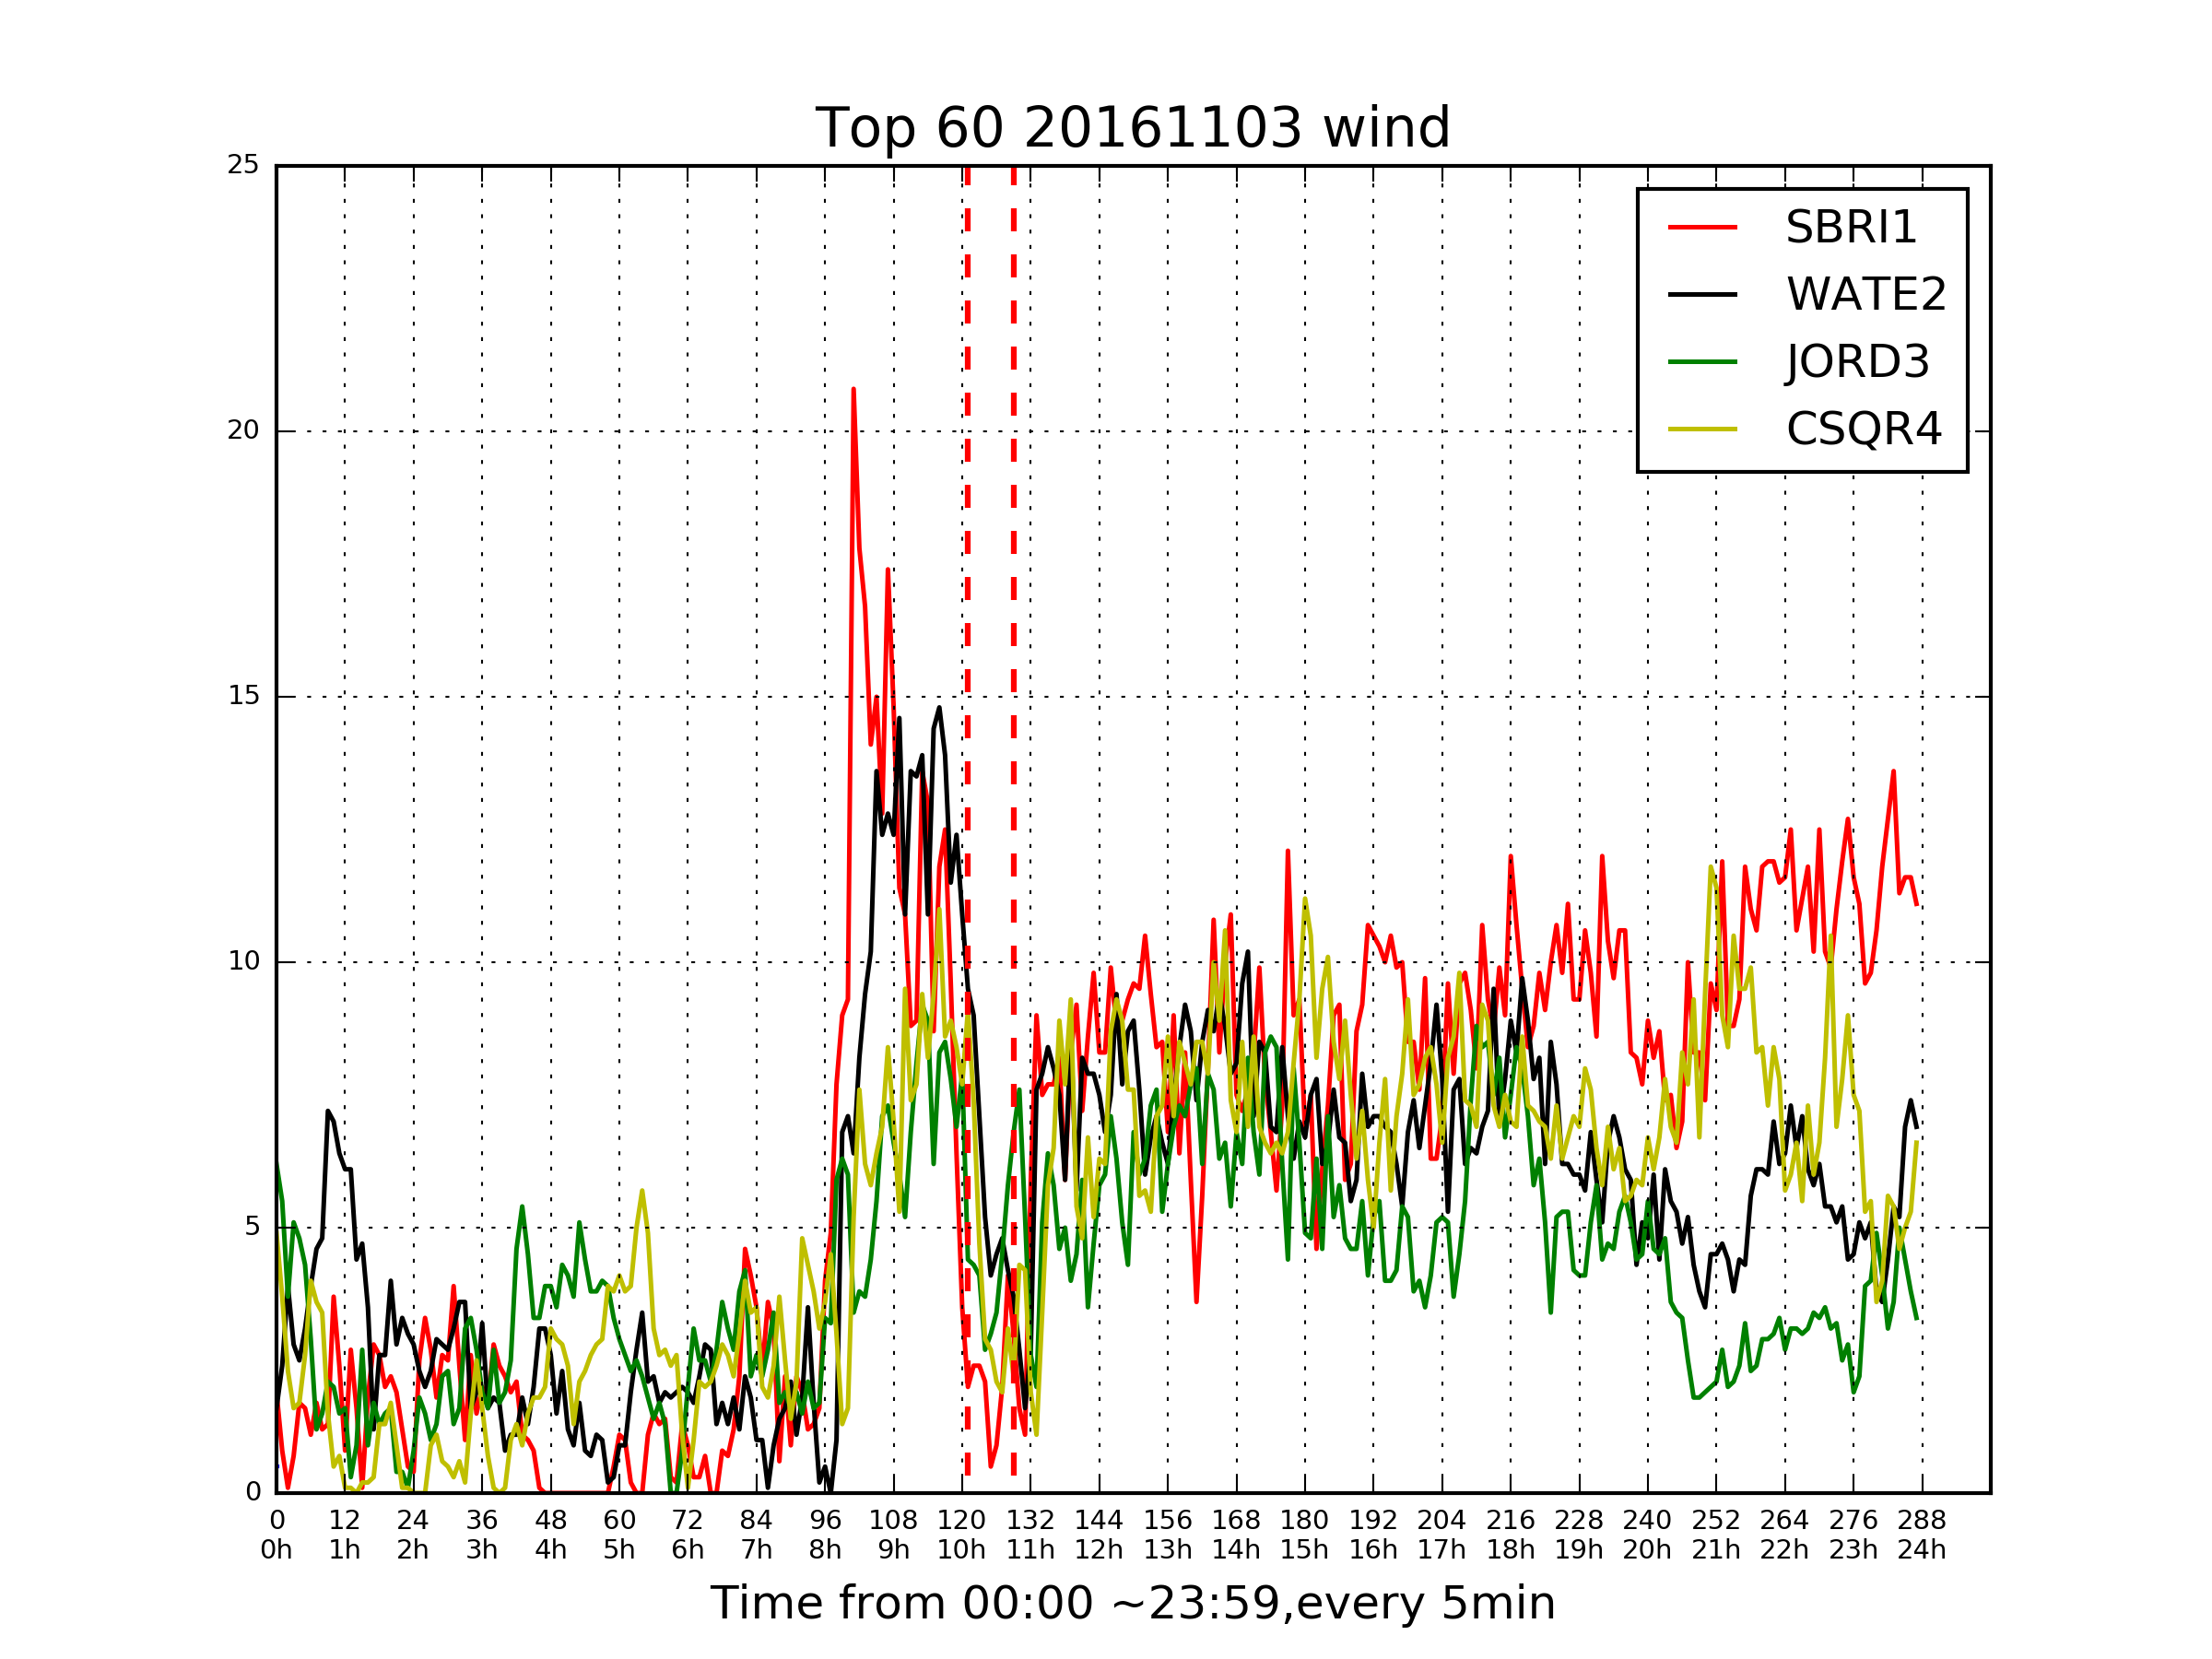 Top 60 20161103 wind
25
20
15
10
5
0
SBRI1
WATE2
JORD3
CSQR4
0 12 24 36 48 60 72 84 96 108 120 132 144 156 168 180 192 204 216 228 240 252 264 276 288
0h 1h 2h 3h 4h 5h 6h 7h 8h 9h 10h 11h 12h 13h 14h 15h 16h 17h 18h 19h 20h 21h 22h 23h 24h
Time from 00:00 ~23:59,every 5min